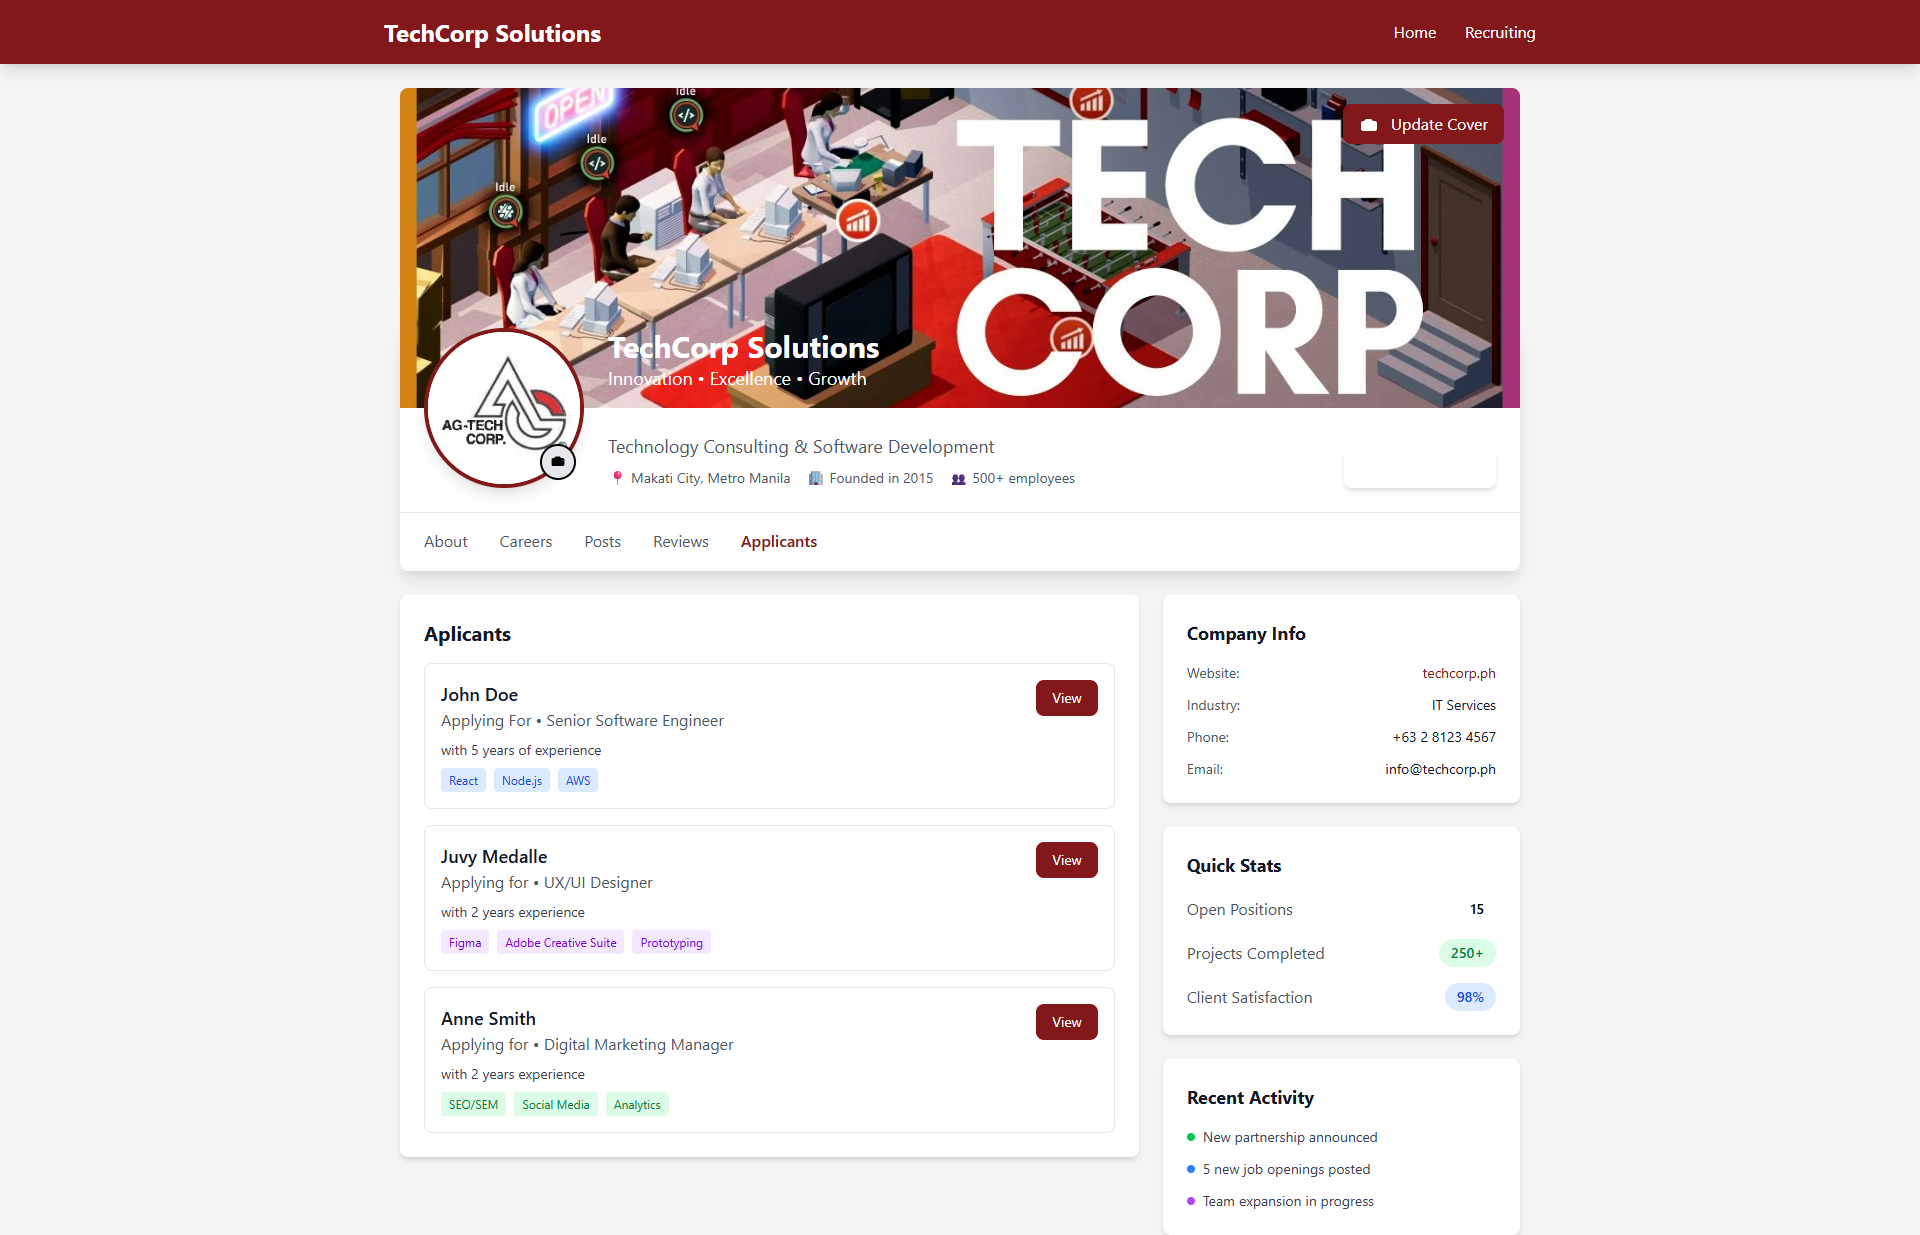 TechCorp Solutions
Home
Recruiting
OPEN
Idle
Idle
Idle
TECH
CORP
Update Cover
TechCorp Solutions
Innovation • Excellence • Growth
AG-TECH
CORP.
Technology Consulting & Software Development
Makati City, Metro Manila
Founded in 2015
500+ employees
About
Careers
Posts
Reviews
Applicants
Aplicants
John Doe
View
Applying For • Senior Software Engineer
with 5 years of experience
React
Node.js
AWS
Juvy Medalle
View
Applying for • UX/UI Designer
with 2 years experience
Figma
Adobe Creative Suite
Prototyping
Anne Smith
View
Applying for • Digital Marketing Manager
with 2 years experience
SEO/SEM
Social Media
Analytics
Company Info
Website:
techcorp.ph
Industry:
IT Services
Phone:
+63 2 8123 4567
Email:
info@techcorp.ph
Quick Stats
Open Positions
15
Projects Completed
250+
Client Satisfaction
98%
Recent Activity
New partnership announced
5 new job openings posted
Team expansion in progress